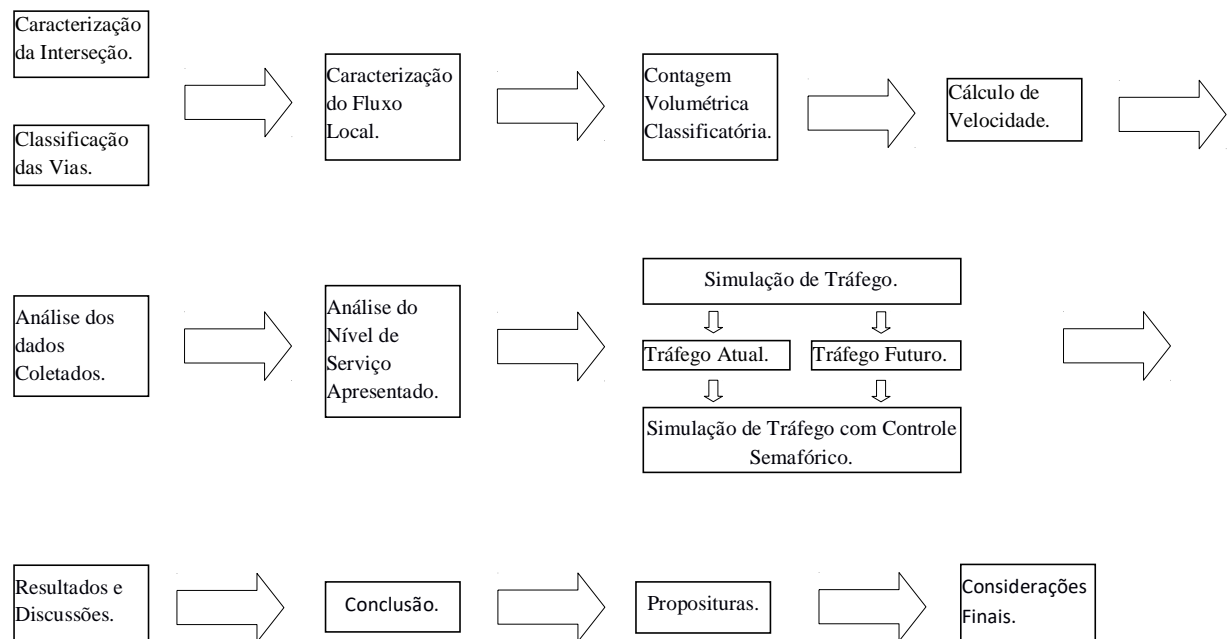 Caracterização
da Interseção.
Classificação
das Vias.
Caracterização
do Fluxo
Local.
Contagem
Volumétrica
Classificatória.
Cálculo de
Velocidade.
Análise dos
dados
Coletados.
Análise do
Nível de
Serviço
Apresentado.
Simulação de Tráfego.
Tráfego Atual.
Tráfego Futuro.
Simulação de Tráfego com Controle
Semafórico.
Resultados e
Discussões.
Conclusão.
Proposituras.
Considerações
Finais.